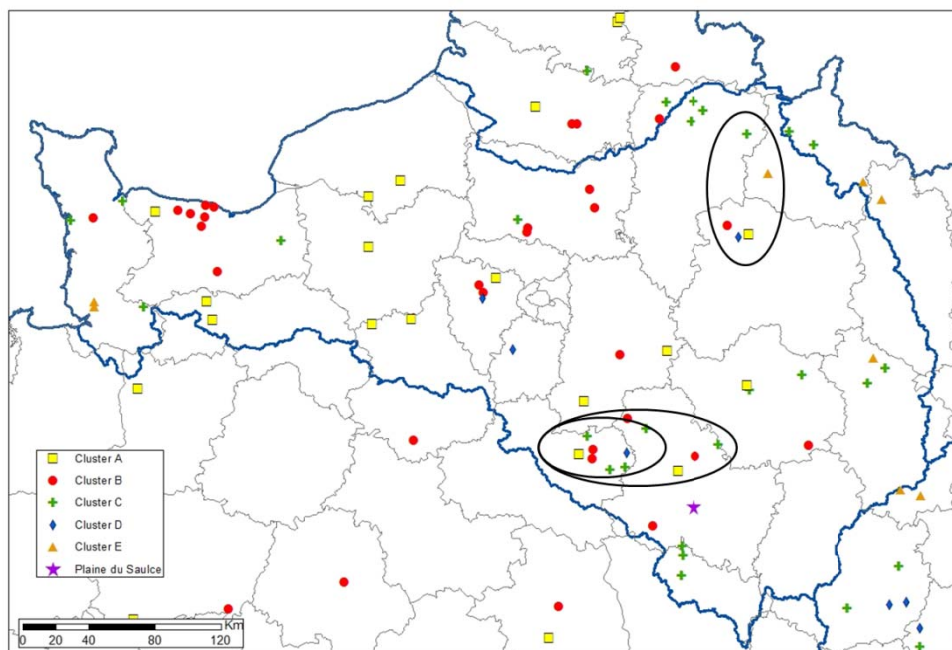 Cluster A
Cluster B
Cluster C
Cluster D
Cluster E
Plaine du Saulce
Km
0 20 40 80 120